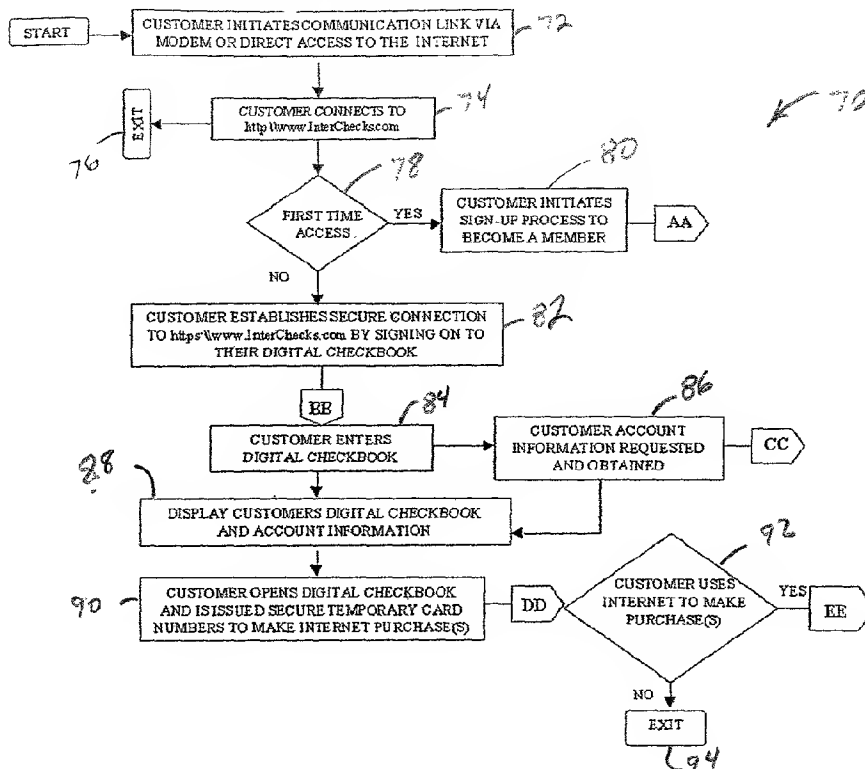 START
CUSTOMER INITIATES COMMUNICATION LINK VIA
MODEM OR DIRECT ACCESS TO THE INTERNET
72
EXIT
76
CUSTOMER CONNECTS TO
http\\www.InterChecks.com
74
70
78
FIRST TIME
ACCESS
YES
NO
80
CUSTOMER INITIATES
SIGN-UP PROCESS TO
BECOME A MEMBER
AA
CUSTOMER ESTABLISHES SECURE CONNECTION
TO https\\www.InterChecks.com BY SIGNING ON TO
THEIR DIGITAL CHECKBOOK
82
BB
84
CUSTOMER ENTERS
DIGITAL CHECKBOOK
86
CUSTOMER ACCOUNT
INFORMATION REQUESTED
AND OBTAINED
CC
88
DISPLAY CUSTOMERS DIGITAL CHECKBOOK
AND ACCOUNT INFORMATION
90
CUSTOMER OPENS DIGITAL CHECKBOOK
AND IS ISSUED SECURE TEMPORARY CARD
NUMBERS TO MAKE INTERNET PURCHASE(S)
DD
92
CUSTOMER USES
INTERNET TO MAKE
PURCHASE(S)
YES
EE
NO
EXIT
94